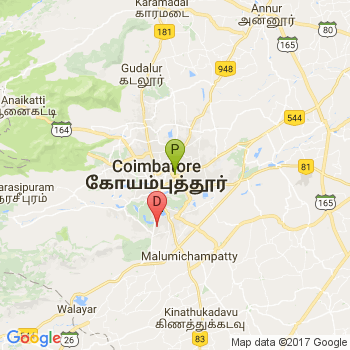 Karamadai
காரமடை
Annur
அன்னூர்
181
80
165
Gudalur
கடலூர்
948
Anaikatti
ஆனைகட்டி
164
544
165
P
Coimbatore
கோயம்புத்தூர்
81
arasipuram
ரசீபுரம்
D
Malumichampatty
Walayar
Kinathukadavu
கிணத்துக்கடவு
26
83
Google
Map data ©2017 Google